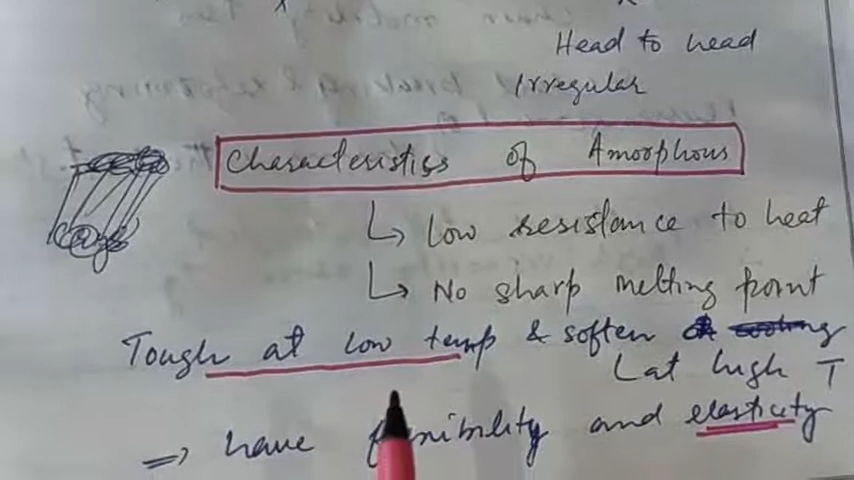 Head to head
Irregular
Characteristics of Amorphous
Low resistance to heat
No sharp melting point
Tough at low temp & soften
at high T
=> have and elasticity